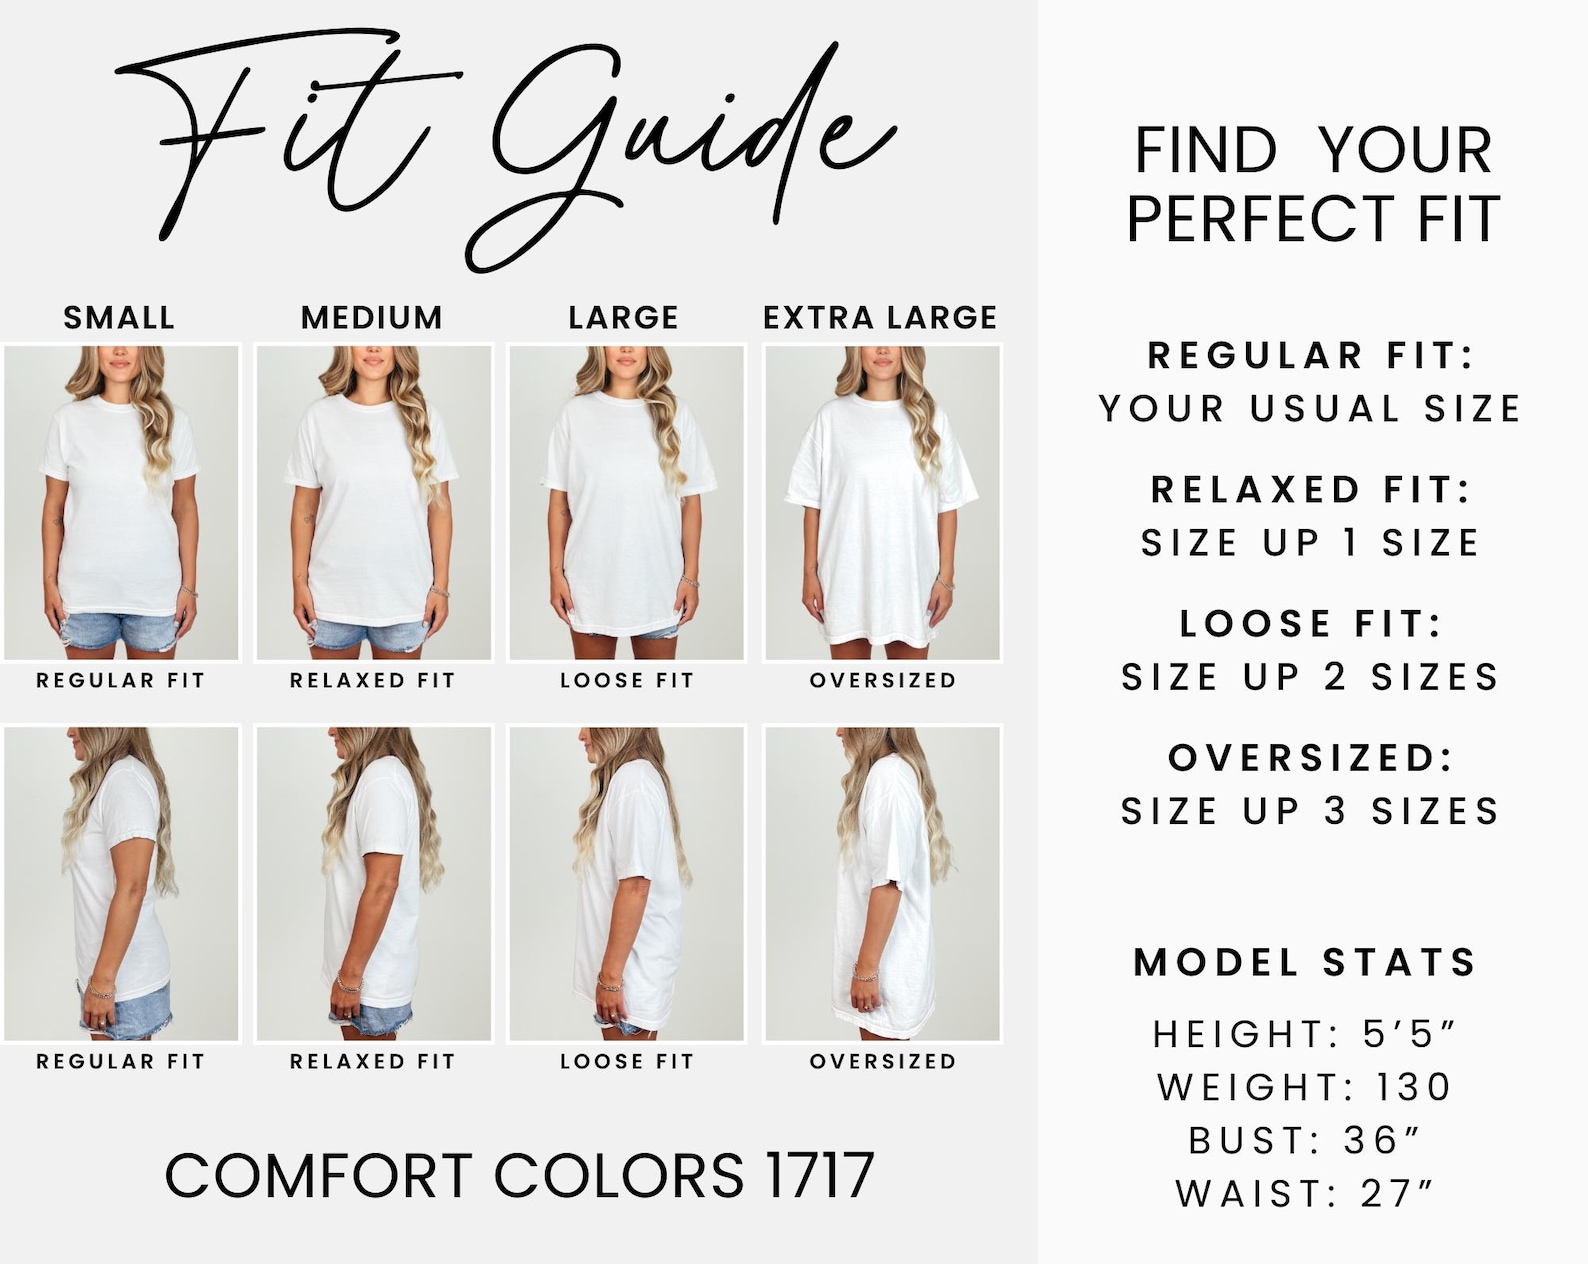 Fit Guide
SMALL
MEDIUM
LARGE
EXTRA LARGE
REGULAR FIT
RELAXED FIT
LOOSE FIT
OVERSIZED
REGULAR FIT
RELAXED FIT
LOOSE FIT
OVERSIZED
COMFORT COLORS 1717
FIND YOUR
PERFECT FIT
REGULAR FIT:
YOUR USUAL SIZE
RELAXED FIT:
SIZE UP 1 SIZE
LOOSE FIT:
SIZE UP 2 SIZES
OVERSIZED:
SIZE UP 3 SIZES
MODEL STATS
HEIGHT: 5’5”
WEIGHT: 130
BUST: 36”
WAIST: 27”